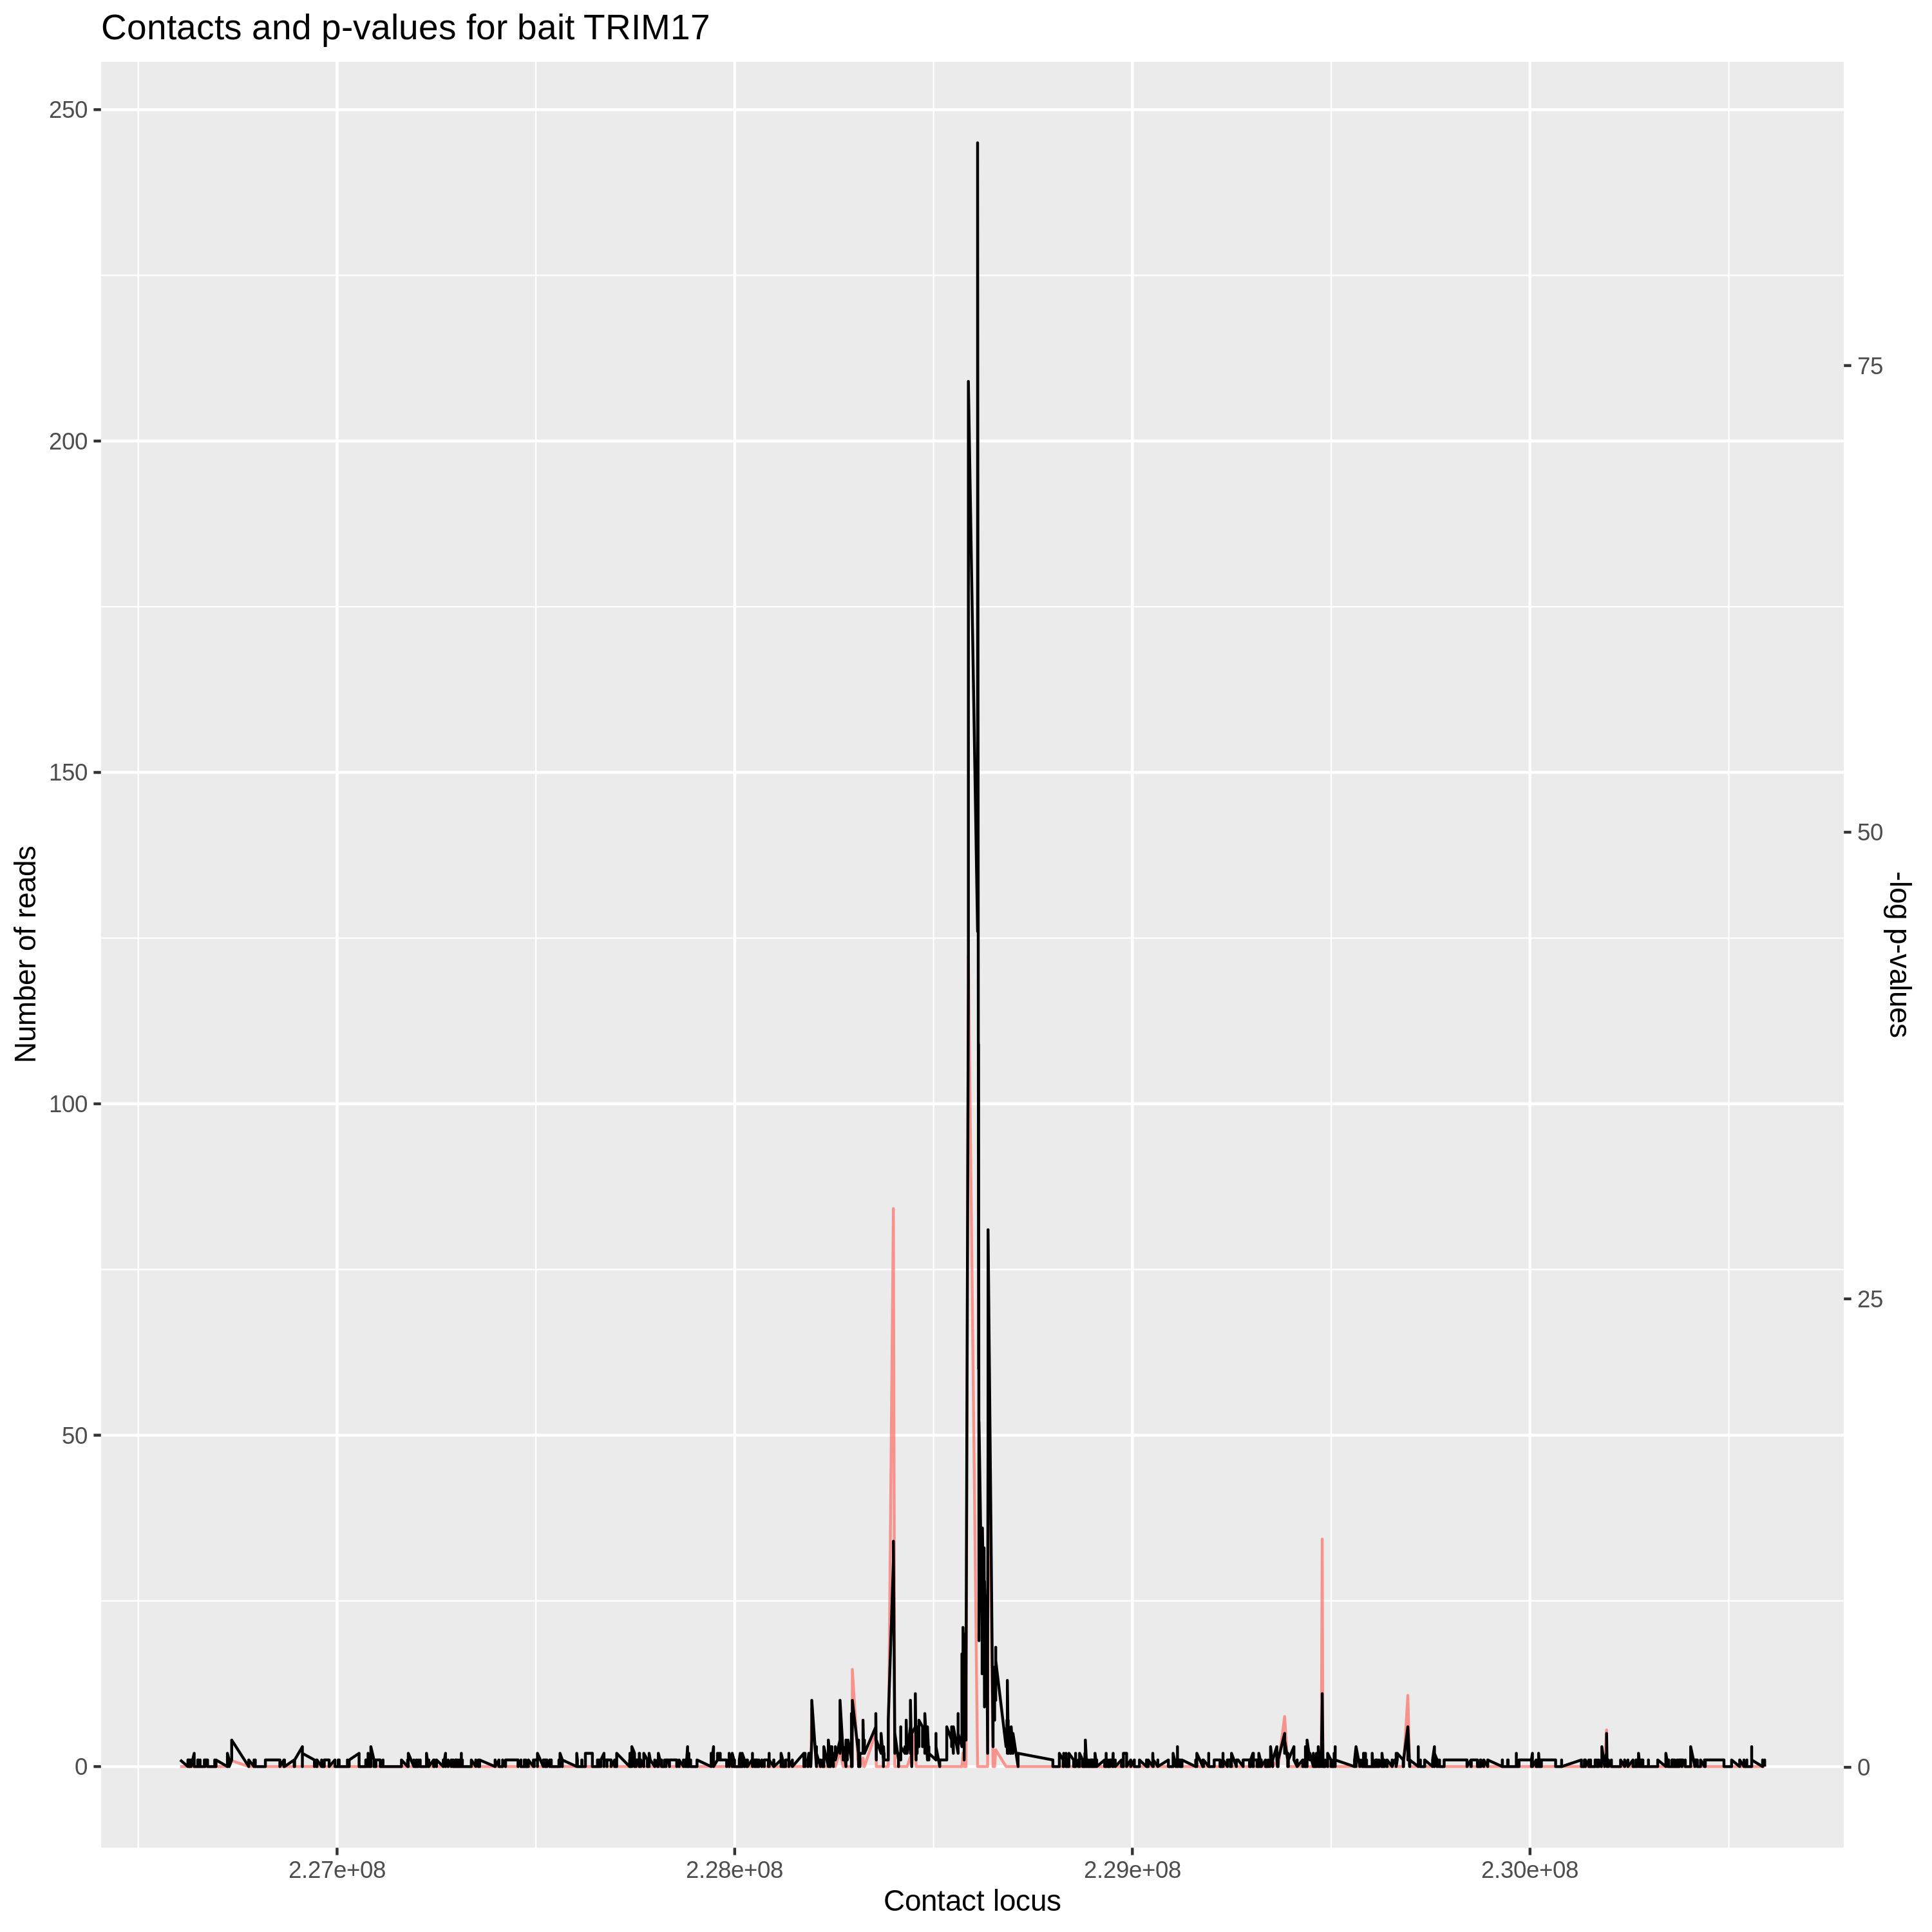 Contacts and p-values for bait TRIM17
250
200
150
100
50
0
75
50
25
0
Number of reads
-log p-values
2.27e+08
2.28e+08
2.29e+08
2.30e+08
Contact locus